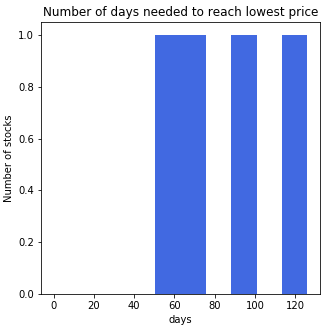 Number of days needed to reach lowest price
Number of stocks
1.0
0.8
0.6
0.4
0.2
0.0
0 20 40 60 80 100 120
days